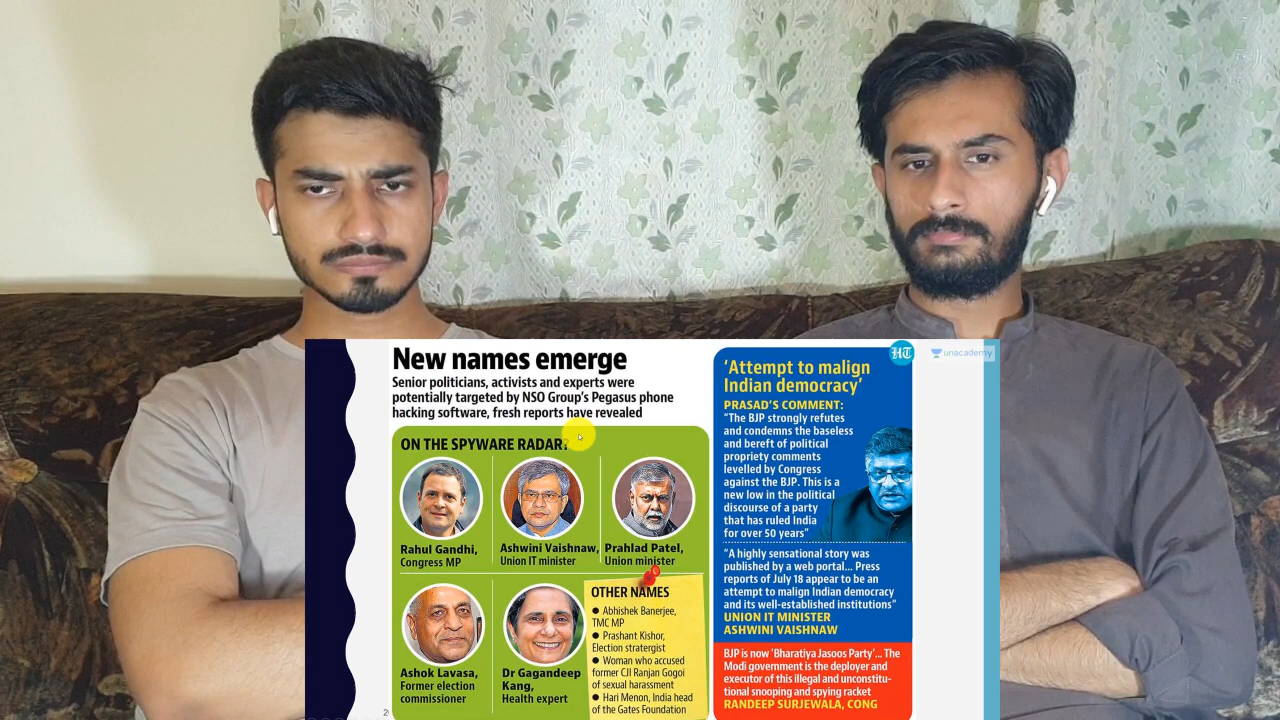 New names emerge
Senior politicians, activists and experts were
potentially targeted by NSO Group's Pegasus phone
hacking software, fresh reports have revealed
ON THE SPYWARE RADAR?
Rahul Gandhi,
Congress MP
Ashwini Vaishnaw,
Union IT minister
Prahlad Patel,
Union minister
Ashok Lavasa,
Former election
commissioner
Dr Gagandeep
Kang,
Health expert
OTHER NAMES
● Abhishek Banerjee,
TMC MP
● Prashant Kishor,
Election stratergist
● Woman who accused
former CJI Ranjan Gogoi
of sexual harassment
● Hari Menon, India head
of the Gates Foundation
HT
unacademy
'Attempt to malign
Indian democracy'
PRASAD'S COMMENT:
"The BJP strongly refutes
and condemns the baseless
and bereft of political
propriety comments
levelled by Congress
against the BJP. This is a
new low in the political
discourse of a party
that has ruled India
for over 50 years"
"A highly sensational story was
published by a web portal... Press
reports of July 18 appear to be an
attempt to malign Indian democracy
and its well-established institutions"
UNION IT MINISTER
ASHWINI VAISHNAW
BJP is now 'Bharatiya Jasoos Party'... The
Modi government is the deployer and
executor of this illegal and unconstitu-
tional snooping and spying racket
RANDEEP SURJEWALA, CONG